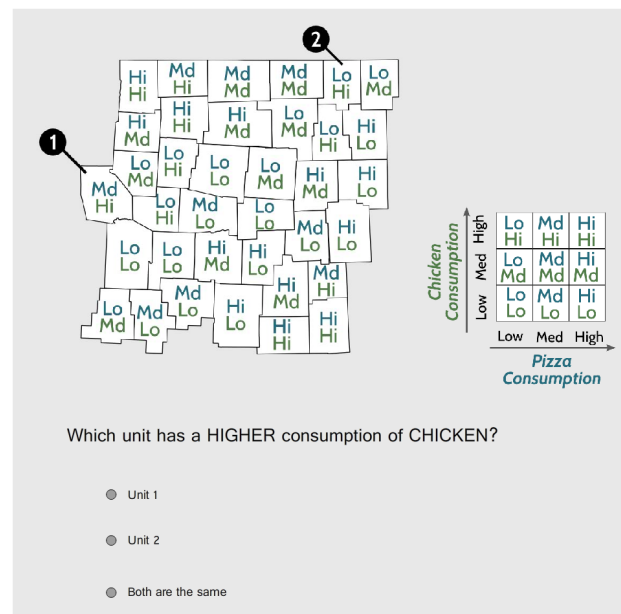 2
Hi Md Md Md Lo Lo
Hi Hi Md Md Hi Md
Hi Hi Hi Lo Lo Hi
Md Hi Md Md Hi Lo
1
Lo Lo Lo Lo Hi Hi
Md Hi Lo Md Md Lo
Md Lo Md Lo Md Hi
Hi Hi Lo Lo Lo Lo
Lo Lo Hi Hi Hi Md
Lo Lo Md Lo Md Hi
Lo Md Md Hi Hi Hi
Md Lo Lo Lo Hi Hi
Chicken
Consumption
High
Med
Low
Lo Md Hi
Hi Hi Hi
Lo Md Hi
Md Md Md
Lo Md Hi
Lo Lo Lo
Low Med High
Pizza
Consumption
Which unit has a HIGHER consumption of CHICKEN?
Unit 1
Unit 2
Both are the same